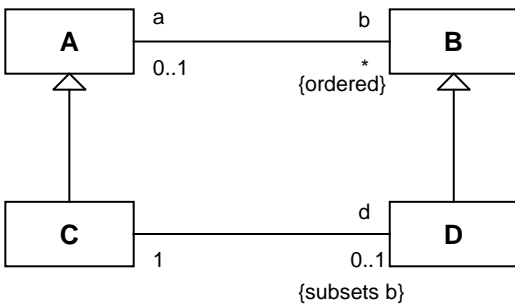 a b
A B
0..1 *
{ordered}
d
C D
1 0..1
{subsets b}